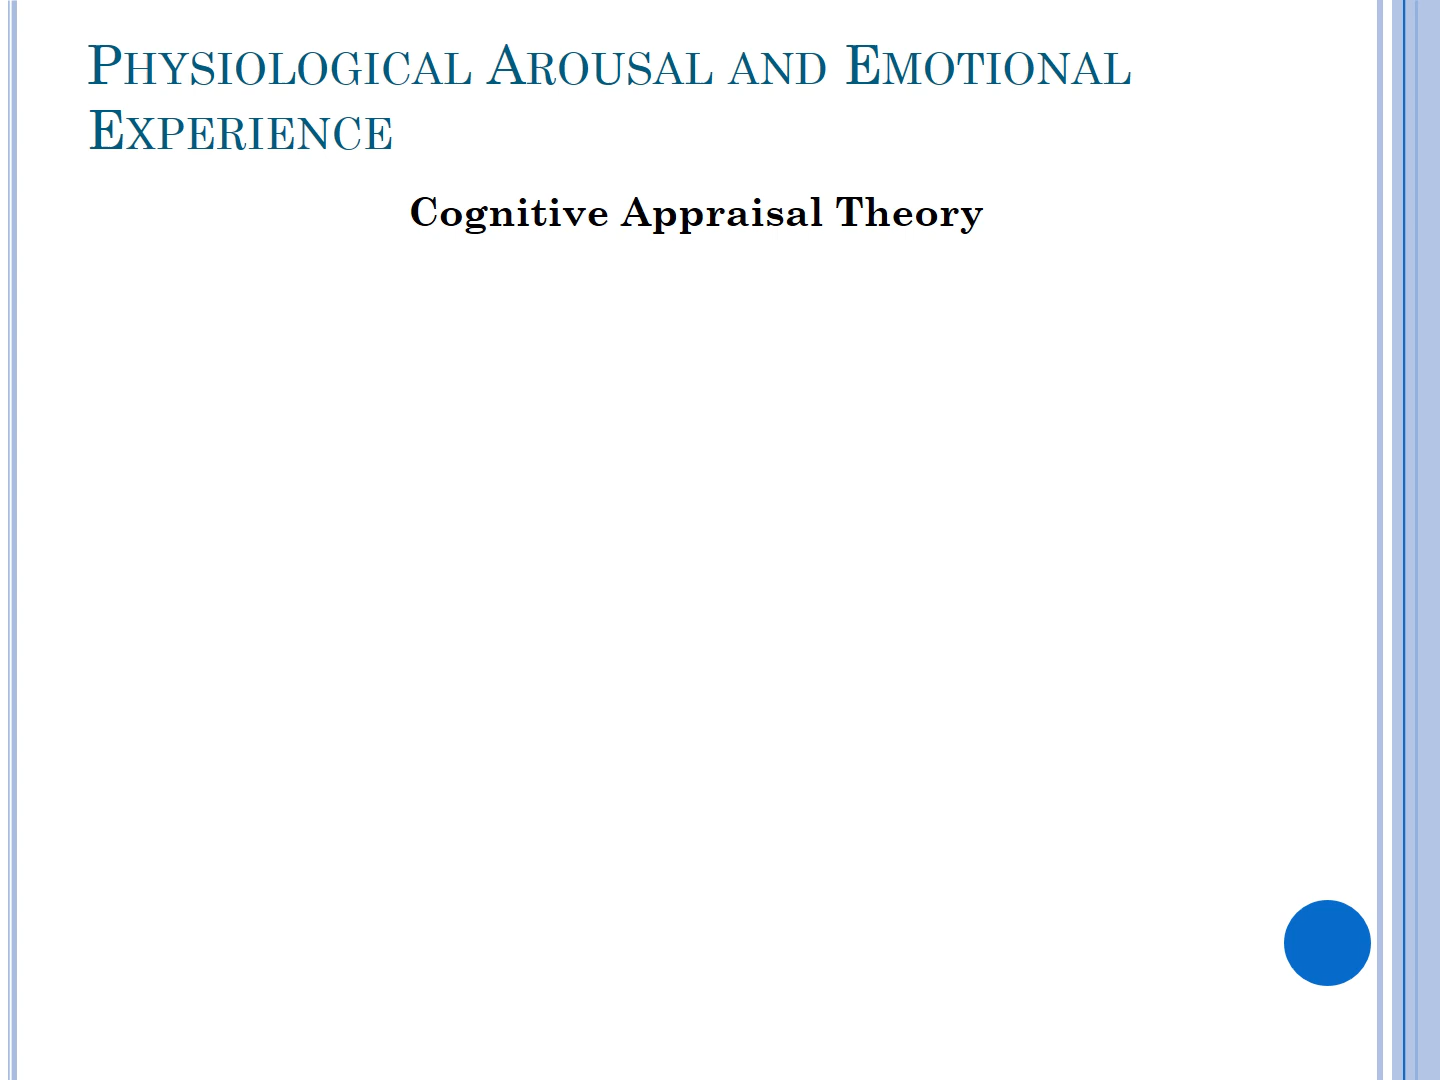 Physiological Arousal and Emotional
Experience
Cognitive Appraisal Theory